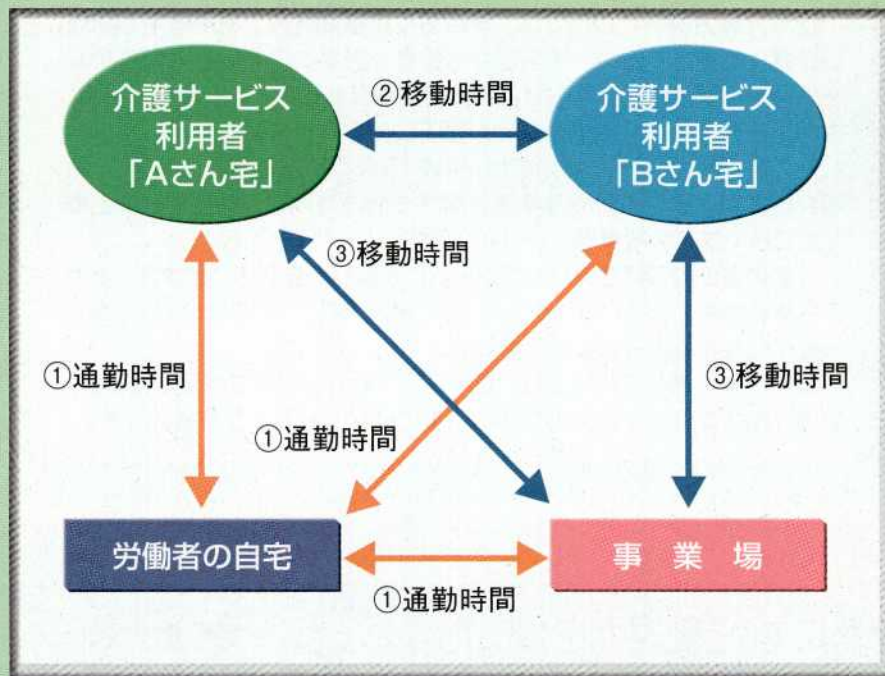 介護サービス
利用者
「Aさん宅」
②移動時間
介護サービス
利用者
「Bさん宅」
③移動時間
①通勤時間
③移動時間
①通勤時間
労働者の自宅
事 業 場
①通勤時間